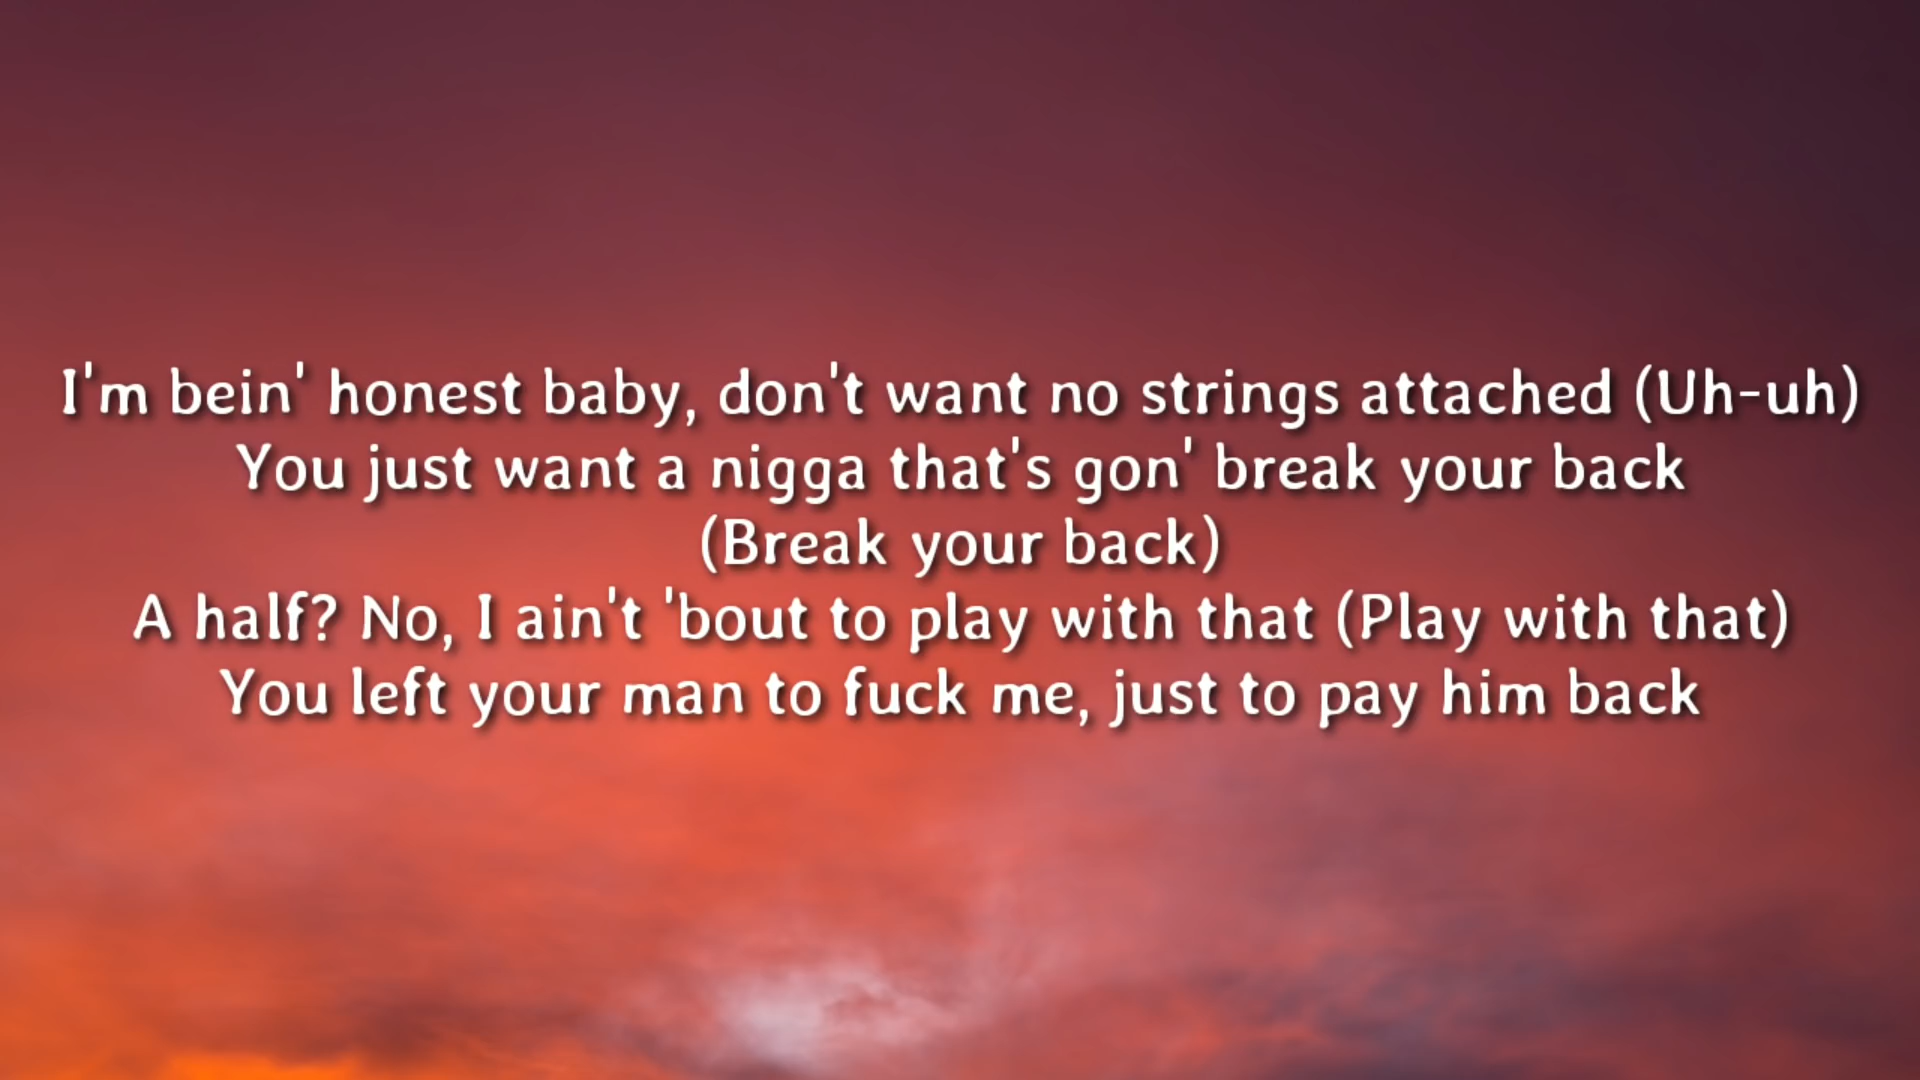 I'm bein' honest baby, don't want no strings attached (Uh-uh)
You just want a nigga that's gon' break your back
(Break your back)
A half? No, I ain't 'bout to play with that (Play with that)
You left your man to fuck me, just to pay him back